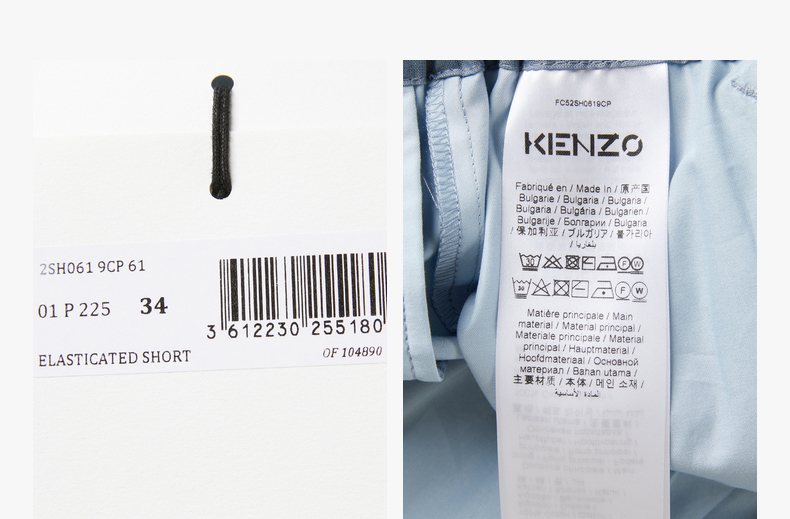 2SH061 9CP 61
01 P 225 34
3 612230 255180
ELASTICATED SHORT
OF 104890
FC52SH0619CP
KENZO
Fabriqué en / Made In / 原产国
Bulgarie / Bulgaria / Bulgaria /
Bulgaria / Bulgária / Bulgarien /
Bulgarije / Болгарии / Bulgaria
/ 保加利亚 / ブルガリア / 불가리아
/ بلغاريا
Matière principale / Main
material / Material principal /
Materiale principale / Material
principal / Hauptmaterial /
Hoofdmateriaal / Основной
материал / Bahan utama /
主要材质 / 本体 / 메인 소재 /
المادة الأساسية